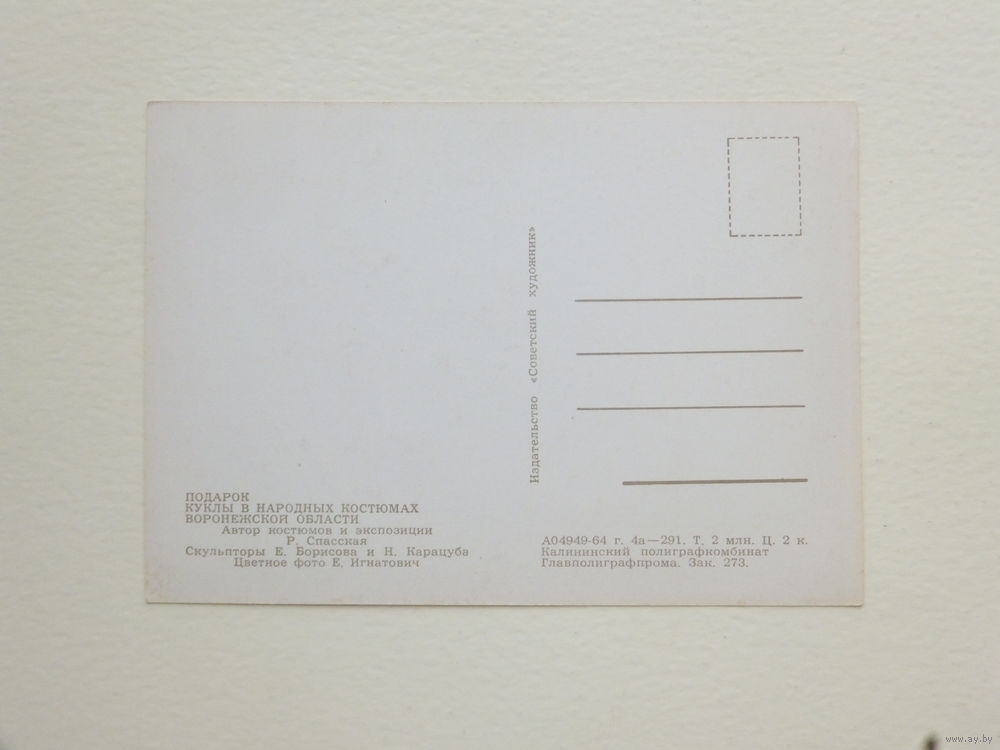 ПОДАРОК
КУКЛЫ В НАРОДНЫХ КОСТЮМАХ
ВОРОНЕЖСКОЙ ОБЛАСТИ
Автор костюмов и экспозиции
Р. Спасская
Скульпторы Е. Борисова и Н. Карацуба
Цветное фото Е. Игнатович
Издательство «Советский художник»
А04949-64 г. 4а—291. Т. 2 млн. Ц. 2 к.
Калининский полиграфкомбинат
Главполиграфпрома. Зак. 273.
www.ay.by